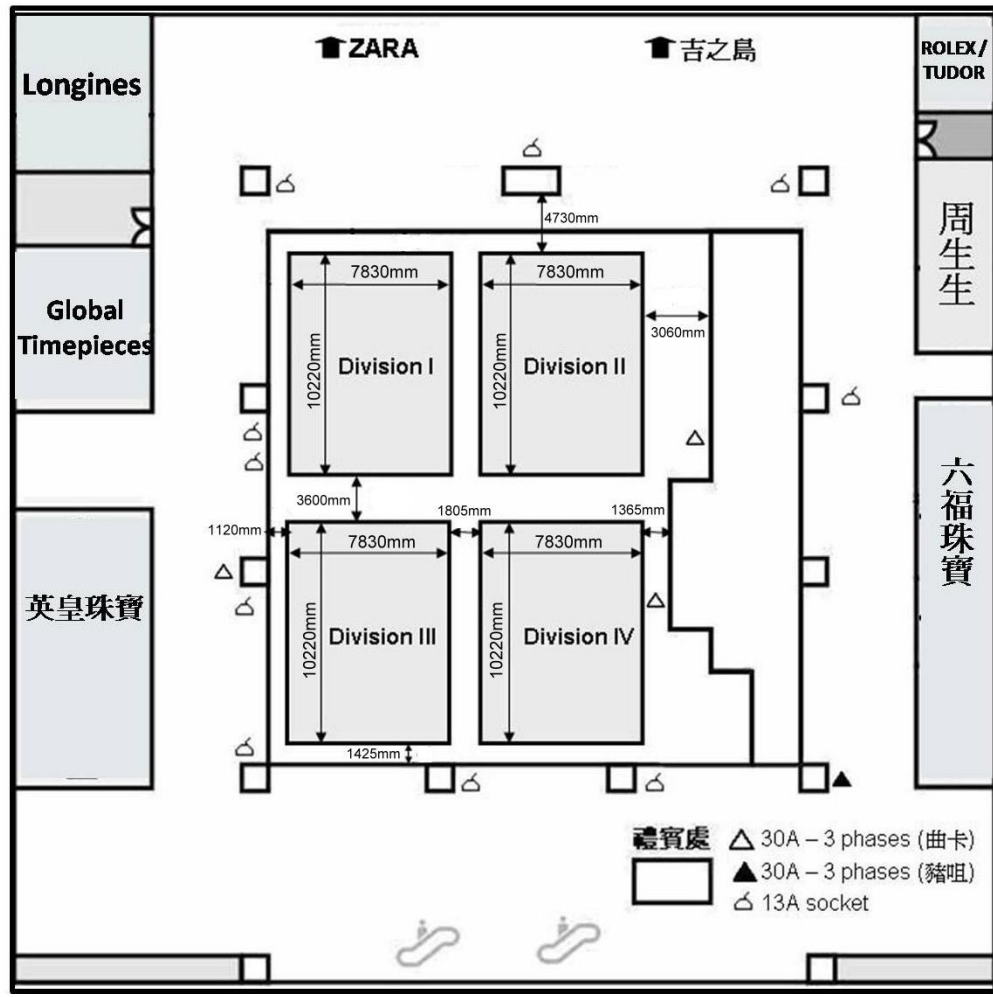 ZARA
吉之島
Longines
ROLEX/
TUDOR
周生生
4730mm
7830mm
7830mm
Global
Timepieces
3060mm
10220mm
Division I
10220mm
Division II
六福珠寶
3600mm
1805mm
1365mm
1120mm
7830mm
7830mm
英皇珠寶
10220mm
Division III
10220mm
Division IV
1425mm
禮賓處
30A – 3 phases (曲卡)
30A – 3 phases (豬咀)
13A socket